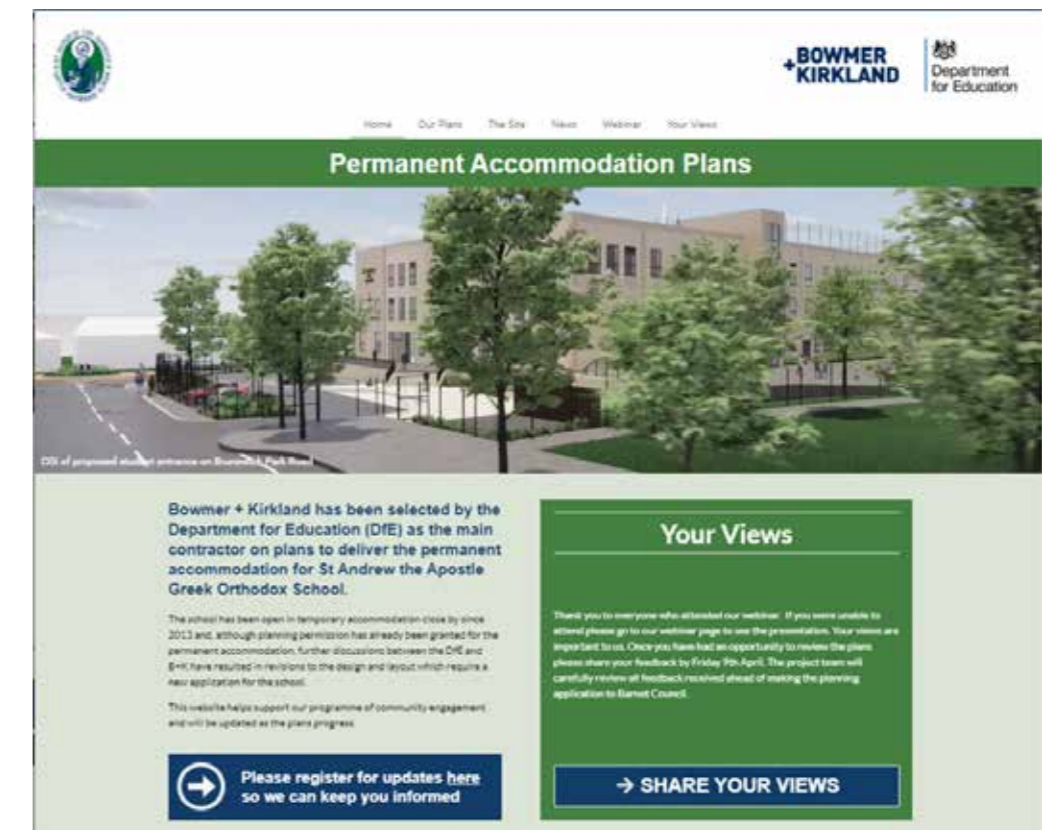 +BOWMER
KIRKLAND
Department
for Education
Home Our Plans The Site News Webinar Your Views
Permanent Accommodation Plans
CGI of proposed student entrance on Brunswick Park Road
Bowmer + Kirkland has been selected by the
Department for Education (DfE) as the main
contractor on plans to deliver the permanent
accommodation for St Andrew the Apostle
Greek Orthodox School.
The school has been open in temporary accommodation close by since
2013 and, although planning permission has already been granted for the
permanent accommodation, further discussions between the DfE and
B+K have resulted in revisions to the design and layout which require a
new application for the school.
This website helps support our programme of community engagement
and will be updated as the plans progress.
Please register for updates here
so we can keep you informed
Your Views
Thank you to everyone who attended our webinar. If you were unable to
attend please go to our webinar page to see the presentation. Your views are
important to us. Once you have had an opportunity to review the plans
please share your feedback by Friday 9th April. The project team will
carefully review all feedback received ahead of making the planning
application to Barnet Council.
→ SHARE YOUR VIEWS